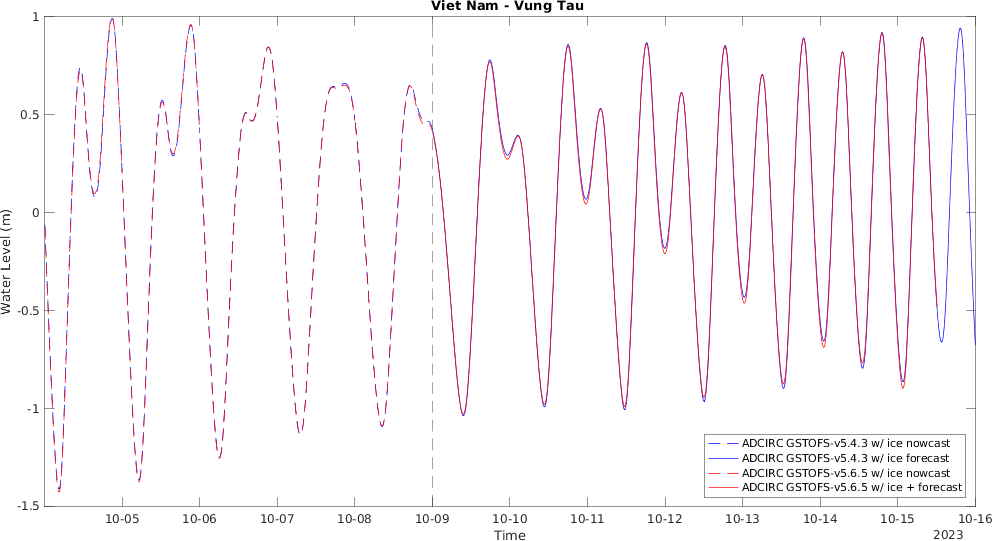 Viet Nam - Vung Tau
Water Level (m)
1
0.5
0
-0.5
-1
-1.5
10-05 10-06 10-07 10-08 10-09 10-10 10-11 10-12 10-13 10-14 10-15 10-16
2023
Time
ADCIRC GSTOFS-v5.4.3 w/ ice nowcast
ADCIRC GSTOFS-v5.4.3 w/ ice forecast
ADCIRC GSTOFS-v5.6.5 w/ ice nowcast
ADCIRC GSTOFS-v5.6.5 w/ ice + forecast